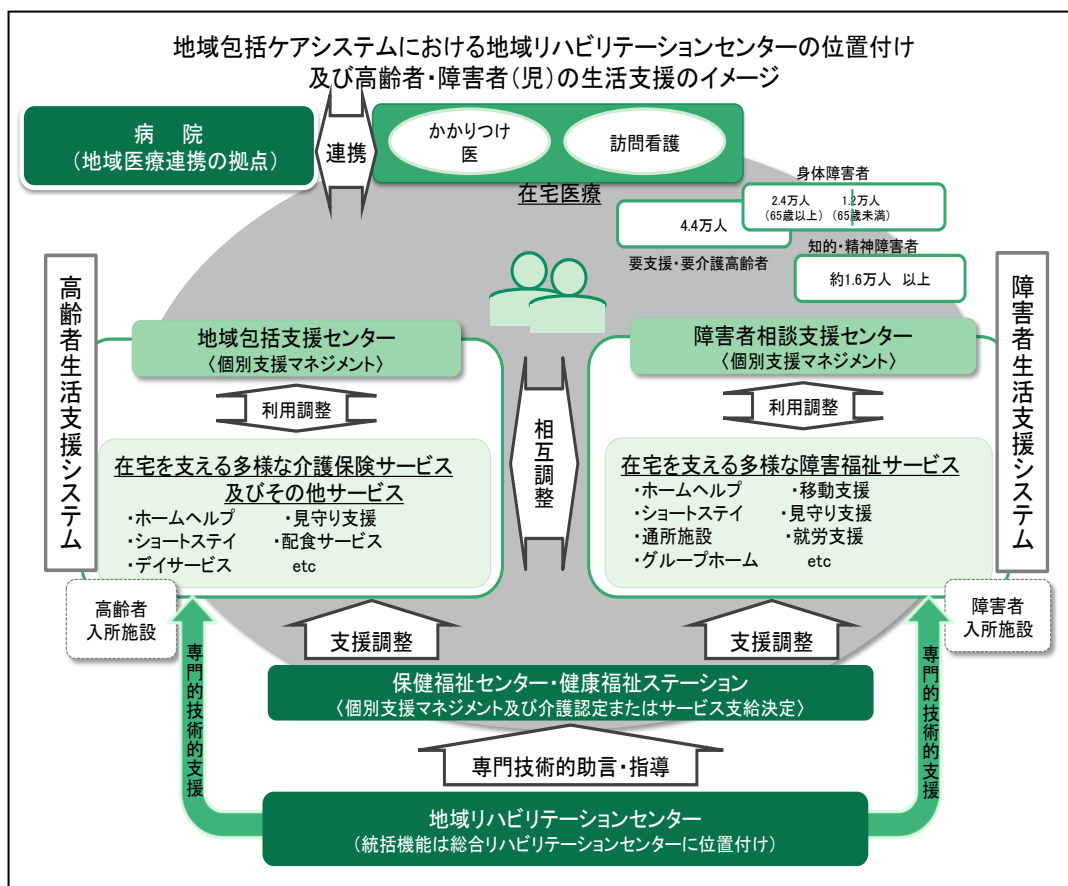 地域包括ケアシステムにおける地域リハビリテーションセンターの位置付け
及び高齢者・障害者(児)の生活支援のイメージ
病　院
(地域医療連携の拠点)
連携
かかりつけ
医
訪問看護
在宅医療
身体障害者
2.4万人
(65歳以上)
1.2万人
(65歳未満)
4.4万人
要支援・要介護高齢者
知的・精神障害者
約1.6万人 以上
高齢者生活支援システム
障害者生活支援システム
地域包括支援センター
〈個別支援マネジメント〉
利用調整
在宅を支える多様な介護保険サービス
及びその他サービス
・ホームヘルプ　・見守り支援
・ショートステイ　・配食サービス
・デイサービス　etc
相互調整
障害者相談支援センター
〈個別支援マネジメント〉
利用調整
在宅を支える多様な障害福祉サービス
・ホームヘルプ　・移動支援
・ショートステイ　・見守り支援
・通所施設　・就労支援
・グループホーム　etc
高齢者
入所施設
障害者
入所施設
専門的技術的支援
専門的技術的支援
支援調整
支援調整
保健福祉センター・健康福祉ステーション
〈個別支援マネジメント及び介護認定またはサービス支給決定〉
専門技術的助言・指導
地域リハビリテーションセンター
(統括機能は総合リハビリテーションセンターに位置付け)